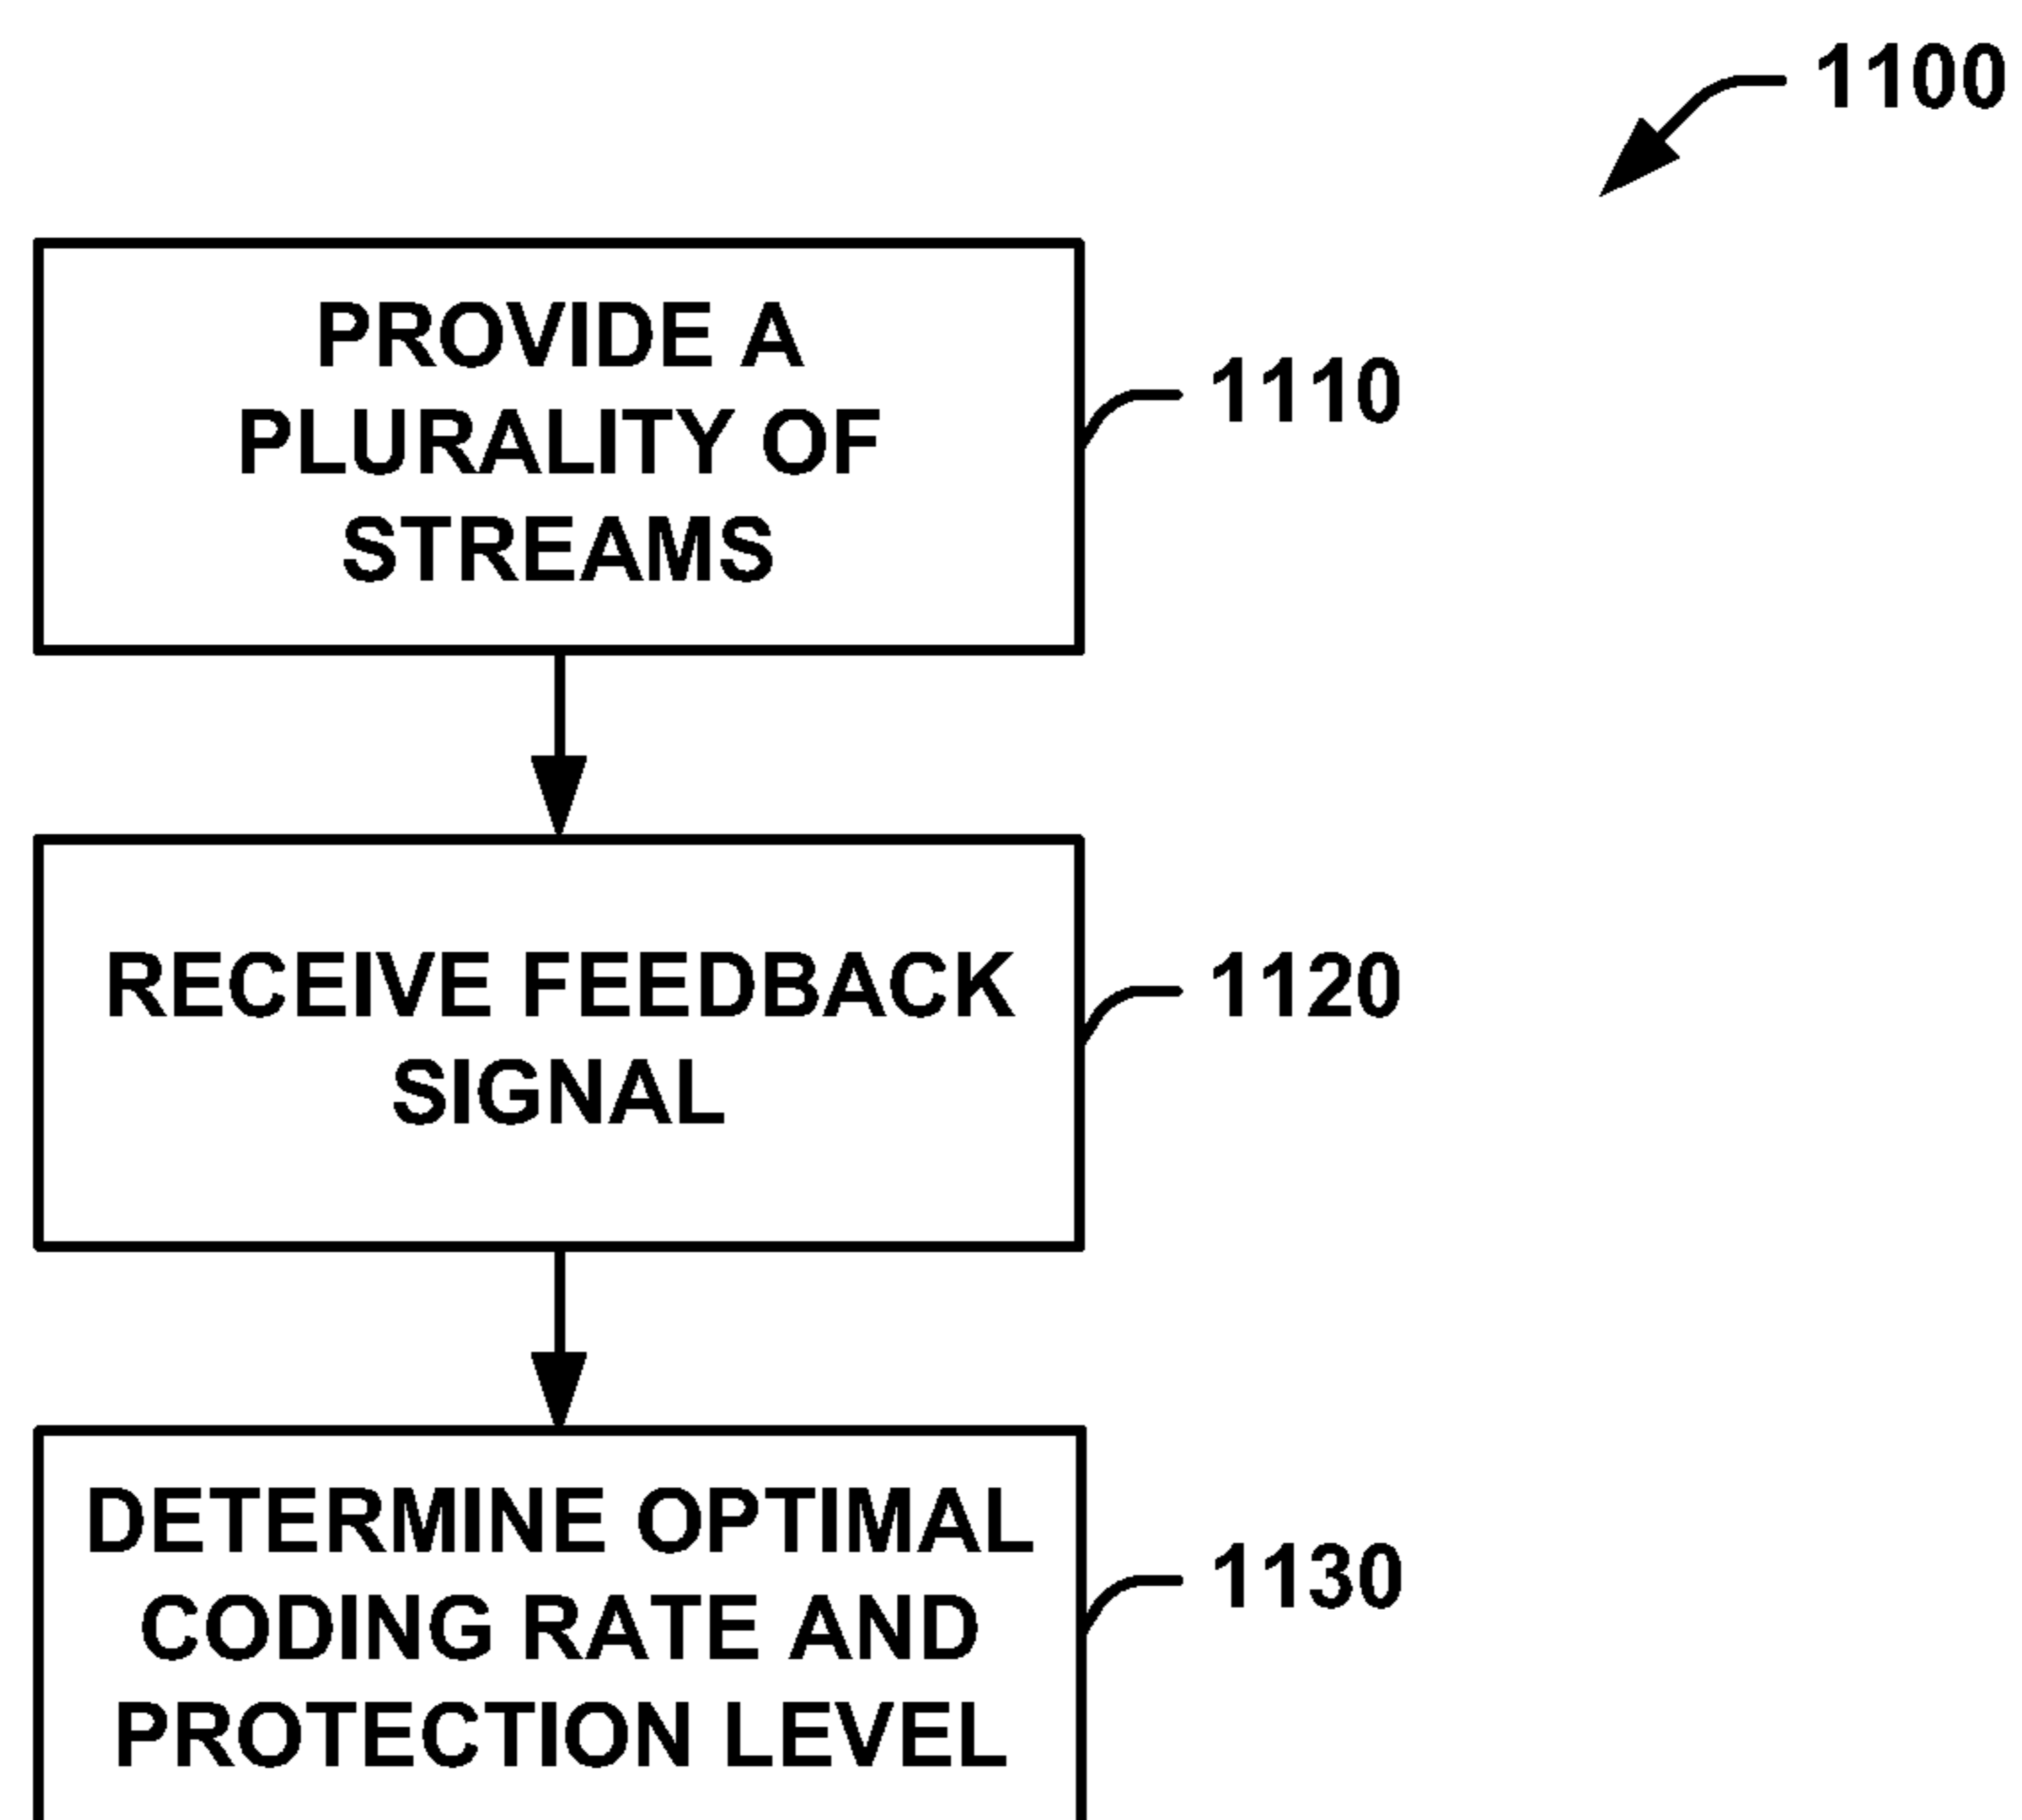 1100
PROVIDE A
PLURALITY OF
STREAMS
1110
RECEIVE FEEDBACK
SIGNAL
1120
DETERMINE OPTIMAL
CODING RATE AND
PROTECTION LEVEL
1130